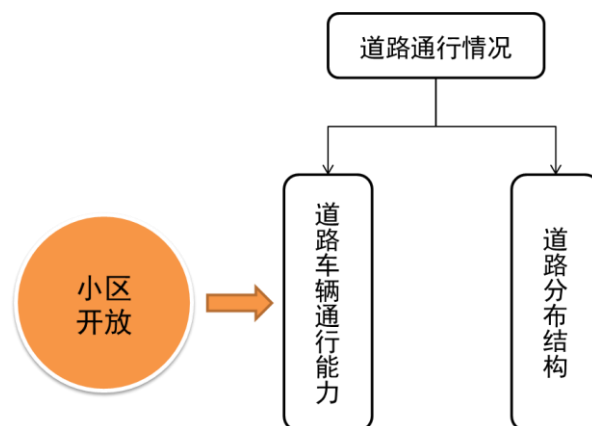 道路通行情况
小区
开放
道路车辆通行能力
道路分布结构